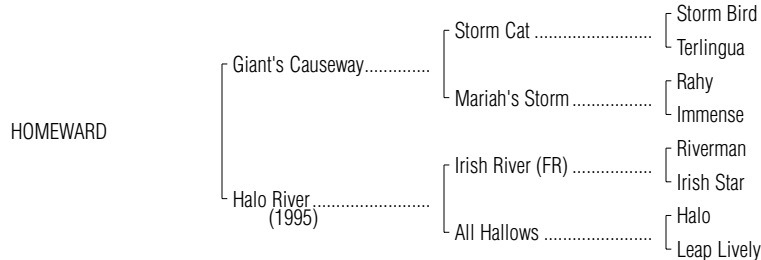 Storm Bird
Storm Cat ..........................
Terlingua
Giant's Causeway..............
Rahy
Mariah's Storm ..................
Immense
HOMEWARD
Riverman
Irish River (FR) ..................
Irish Star
Halo River.........................
(1995)
Halo
All Hallows ........................
Leap Lively